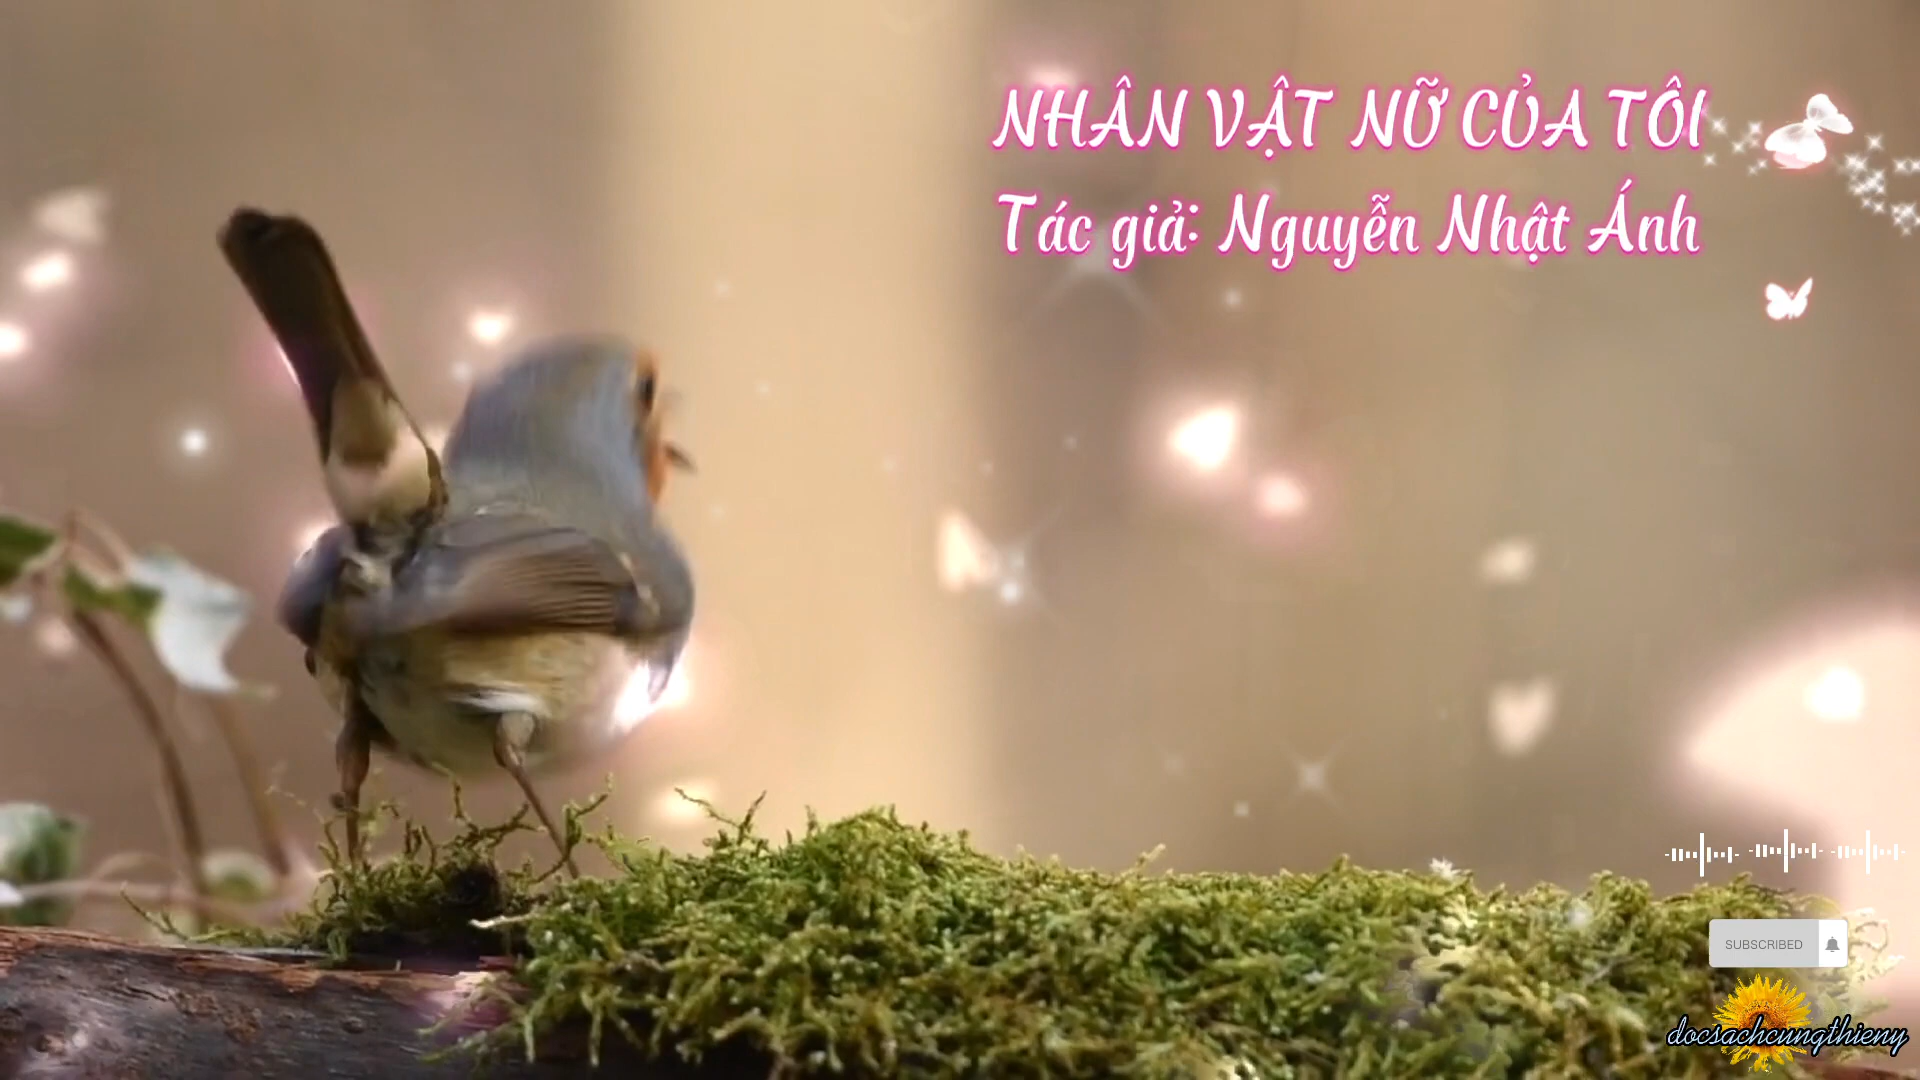 NHÂN VẬT NỮ CỦA TÔI
Tác giả: Nguyễn Nhật Ánh
SUBSCRIBED
docsachcungthieny